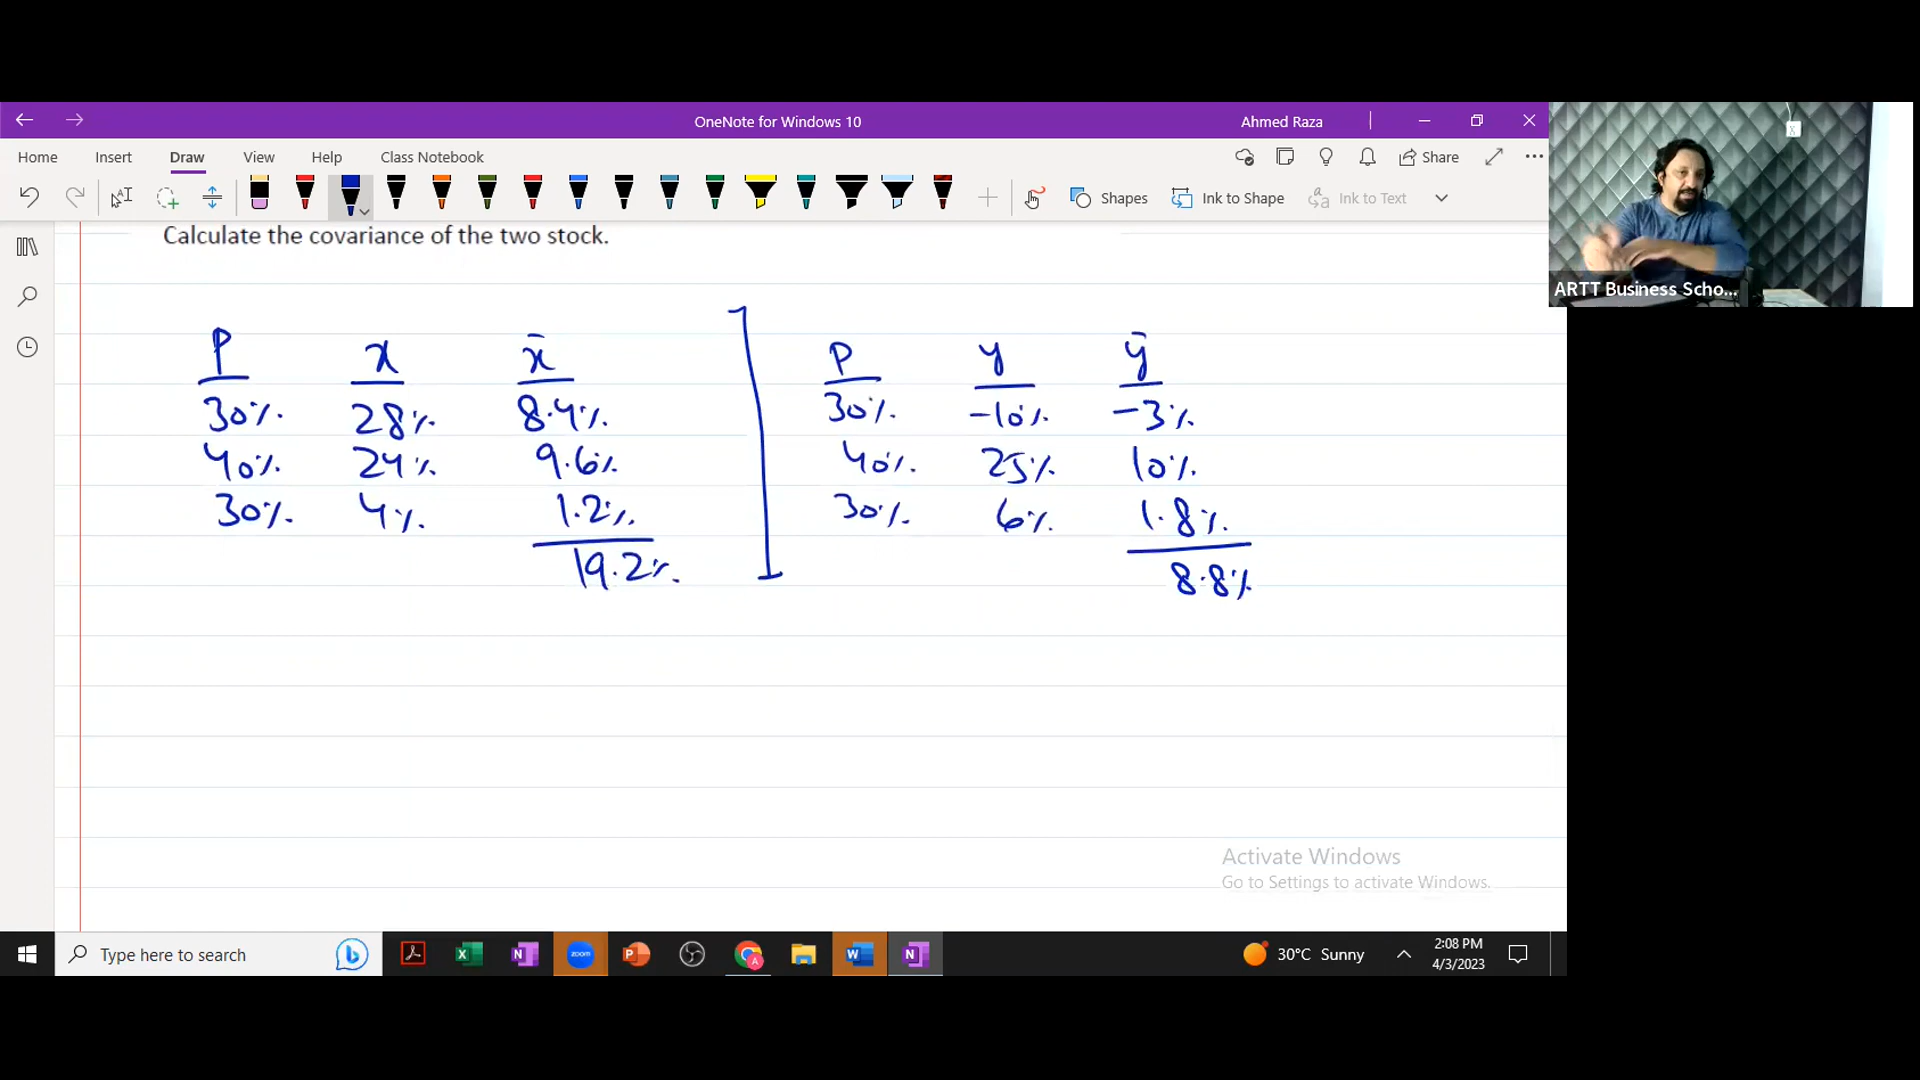 OneNote for Windows 10
Ahmed Raza
Home Insert Draw View Help Class Notebook
Share
Shapes Ink to Shape Ink to Text
Calculate the covariance of the two stock.
ARTT Business Scho...
P x x̄
30% 28% 8.4%
40% 24% 9.6%
30% 4% 1.2%
19.2%
P y ȳ
30% -10% -3%
40% 25% 10%
30% 6% 1.8%
8.8%
Activate Windows
Go to Settings to activate Windows.
Type here to search
zoom
30°C Sunny
2:08 PM
4/3/2023